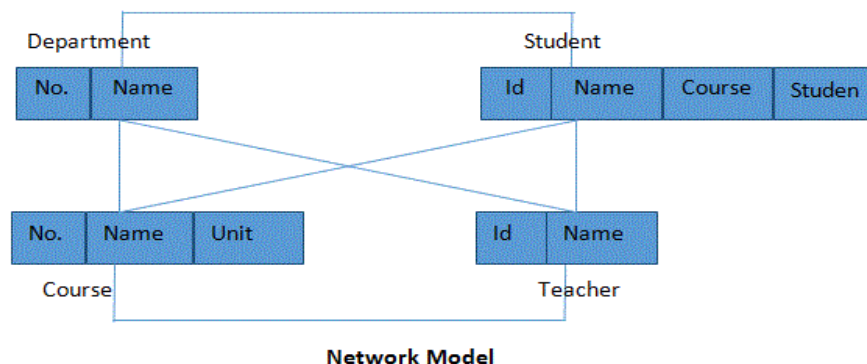 Department Student
No. Name Id Name Course Studen
No. Name Unit Id Name
Course Teacher
Network Model